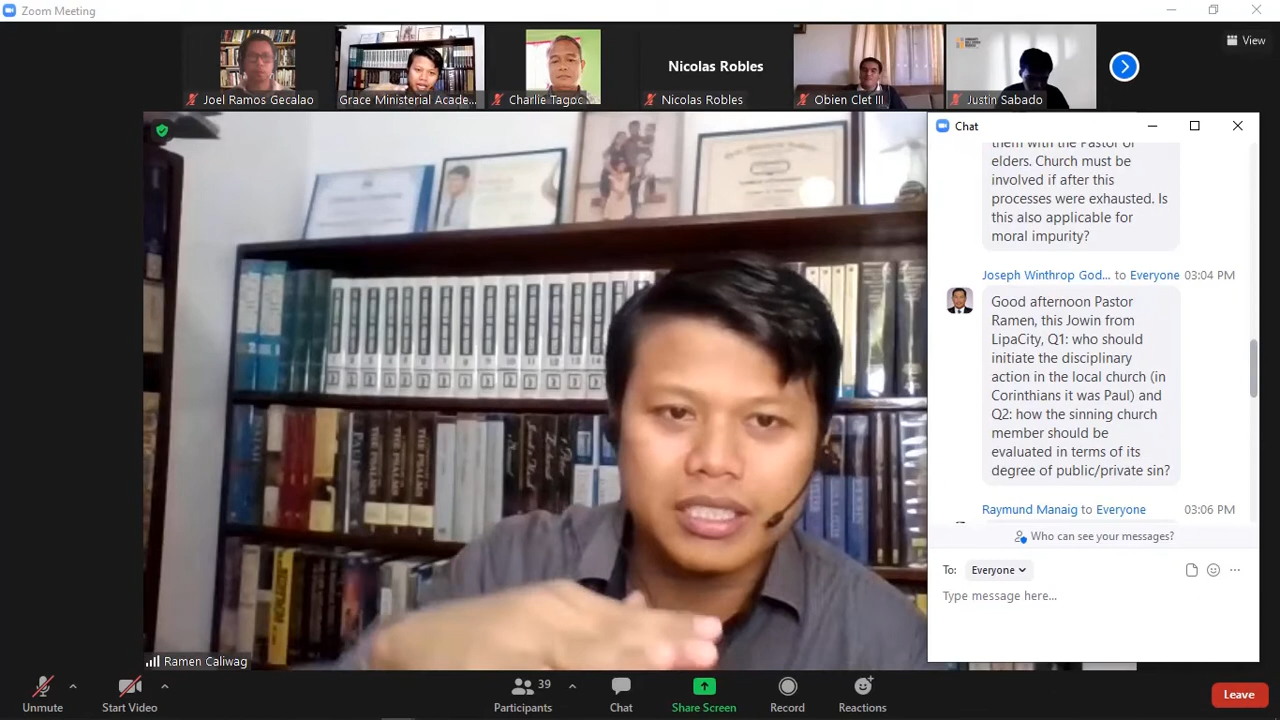 Zoom Meeting
View
Joel Ramos Gecalao
Grace Ministerial Acade...
Charlie Tagoc
Nicolas Robles
Nicolas Robles
Obien Clet III
Justin Sabado
Chat
them with the Pastor or
elders. Church must be
involved if after this
processes were exhausted. Is
this also applicable for
moral impurity?
Joseph Winthrop God... to Everyone 03:04 PM
Good afternoon Pastor
Ramen, this Jowin from
LipaCity, Q1: who should
initiate the disciplinary
action in the local church (in
Corinthians it was Paul) and
Q2: how the sinning church
member should be
evaluated in terms of its
degree of public/private sin?
Raymund Manaig to Everyone 03:06 PM
Who can see your messages?
To: Everyone
Type message here...
Ramen Caliwag
Unmute
Start Video
39
Participants
Chat
Share Screen
Record
Reactions
Leave